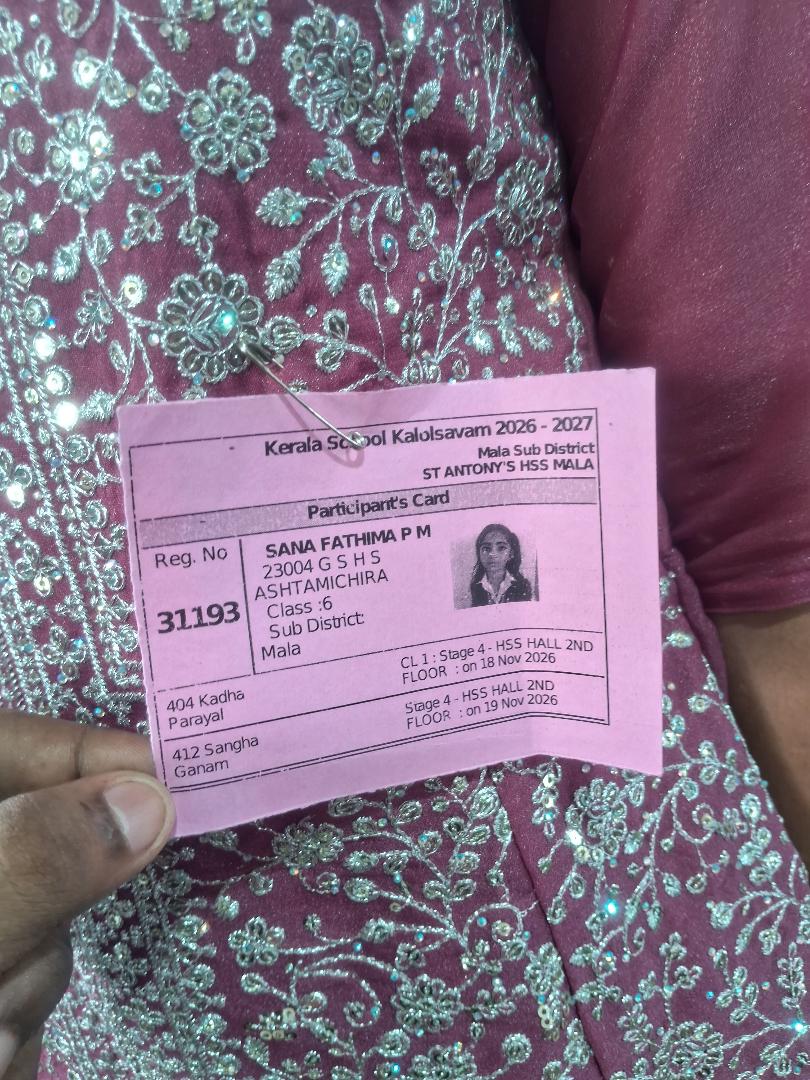 Kerala School Kalolsavam 2026 - 2027
Mala Sub District
ST ANTONY'S HSS MALA
Participant's Card
Reg. No
31193
SANA FATHIMA P M
23004 G S H S
ASHTAMICHIRA
Class :6
Sub District:
Mala
404 Kadha
Parayal
CL 1 : Stage 4 - HSS HALL 2ND
FLOOR : on 18 Nov 2026
412 Sangha
Ganam
Stage 4 - HSS HALL 2ND
FLOOR : on 19 Nov 2026